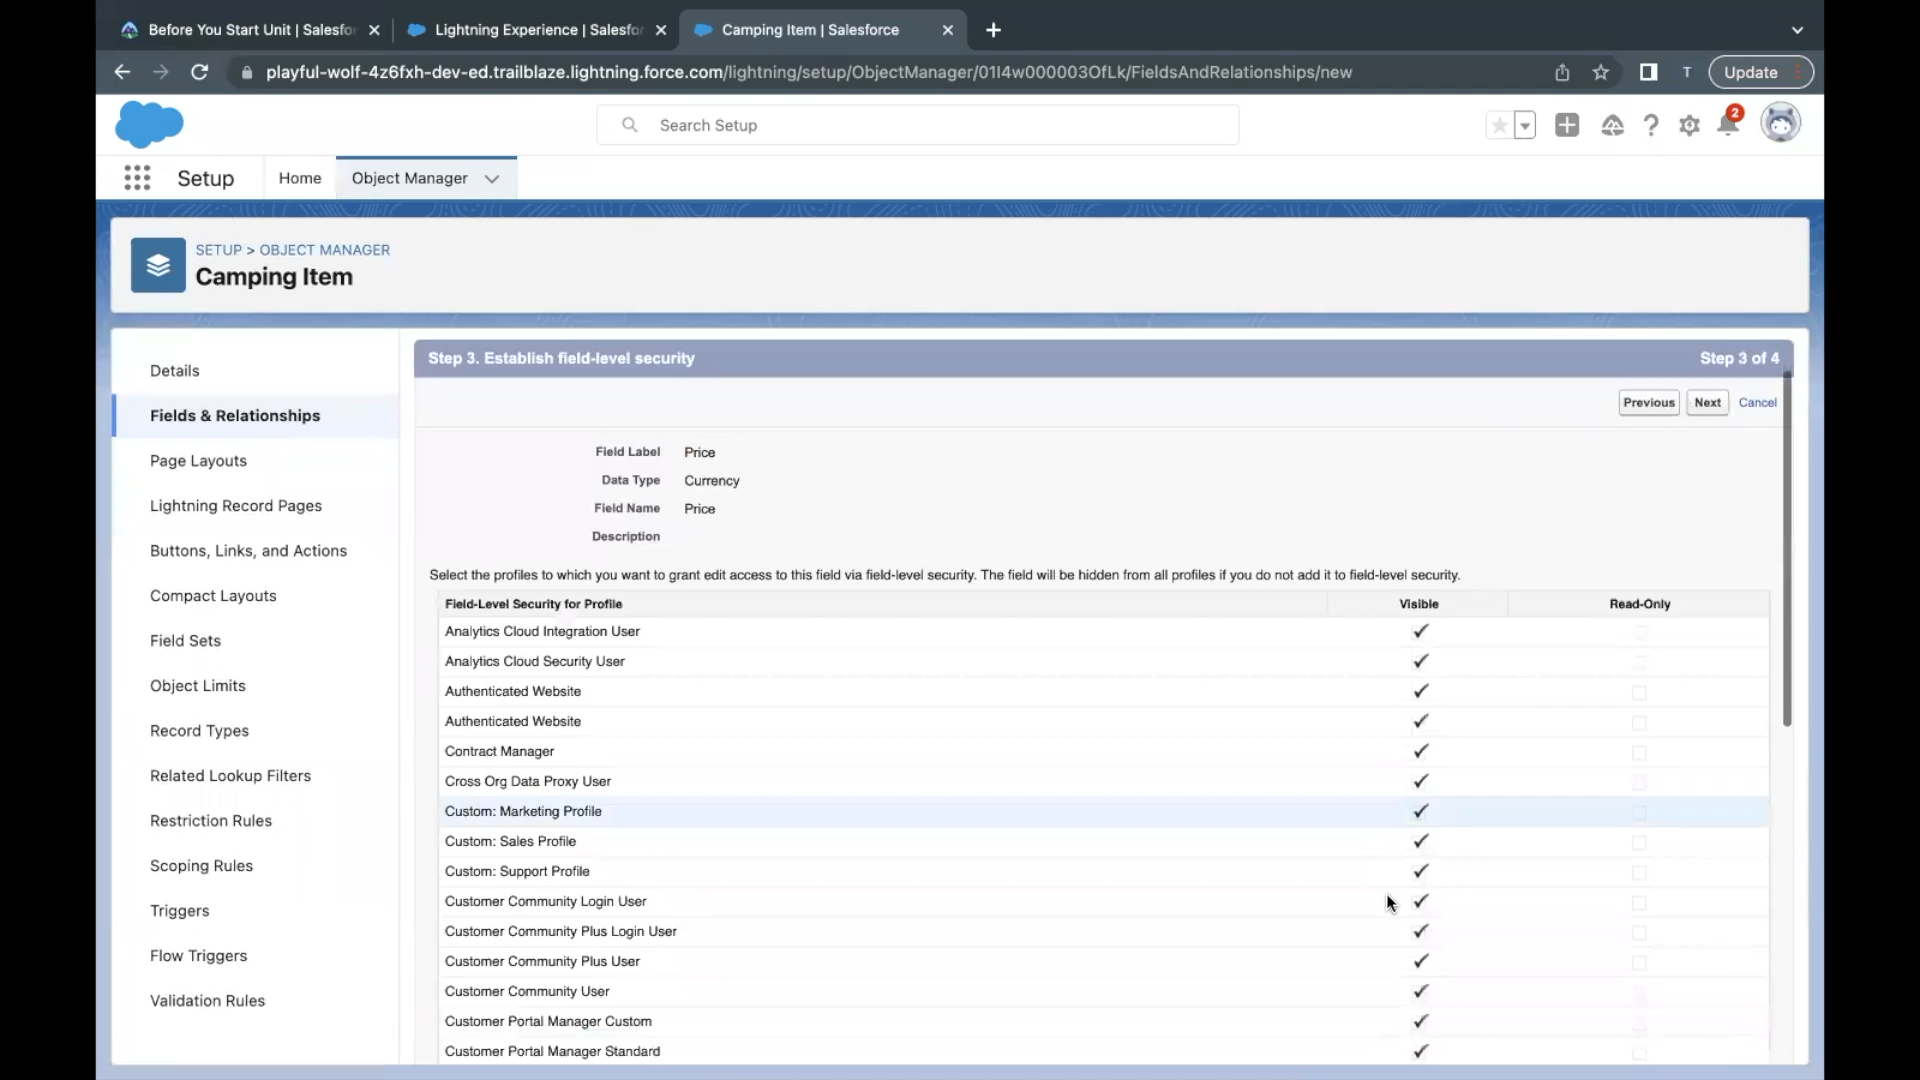 Before You Start Unit | Salesfor
Lightning Experience | Salesfor
Camping Item | Salesforce
playful-wolf-4z6fxh-dev-ed.trailblaze.lightning.force.com/lightning/setup/ObjectManager/01I4w000003OfLk/FieldsAndRelationships/new
T
Update
Search Setup
2
Setup
Home
Object Manager
SETUP > OBJECT MANAGER
Camping Item
Details
Fields & Relationships
Page Layouts
Lightning Record Pages
Buttons, Links, and Actions
Compact Layouts
Field Sets
Object Limits
Record Types
Related Lookup Filters
Restriction Rules
Scoping Rules
Triggers
Flow Triggers
Validation Rules
Step 3. Establish field-level security
Step 3 of 4
Previous
Next
Cancel
Field Label Price
Data Type Currency
Field Name Price
Description
Select the profiles to which you want to grant edit access to this field via field-level security. The field will be hidden from all profiles if you do not add it to field-level security.
Field-Level Security for Profile Visible Read-Only
Analytics Cloud Integration User
Analytics Cloud Security User
Authenticated Website
Authenticated Website
Contract Manager
Cross Org Data Proxy User
Custom: Marketing Profile
Custom: Sales Profile
Custom: Support Profile
Customer Community Login User
Customer Community Plus Login User
Customer Community Plus User
Customer Community User
Customer Portal Manager Custom
Customer Portal Manager Standard